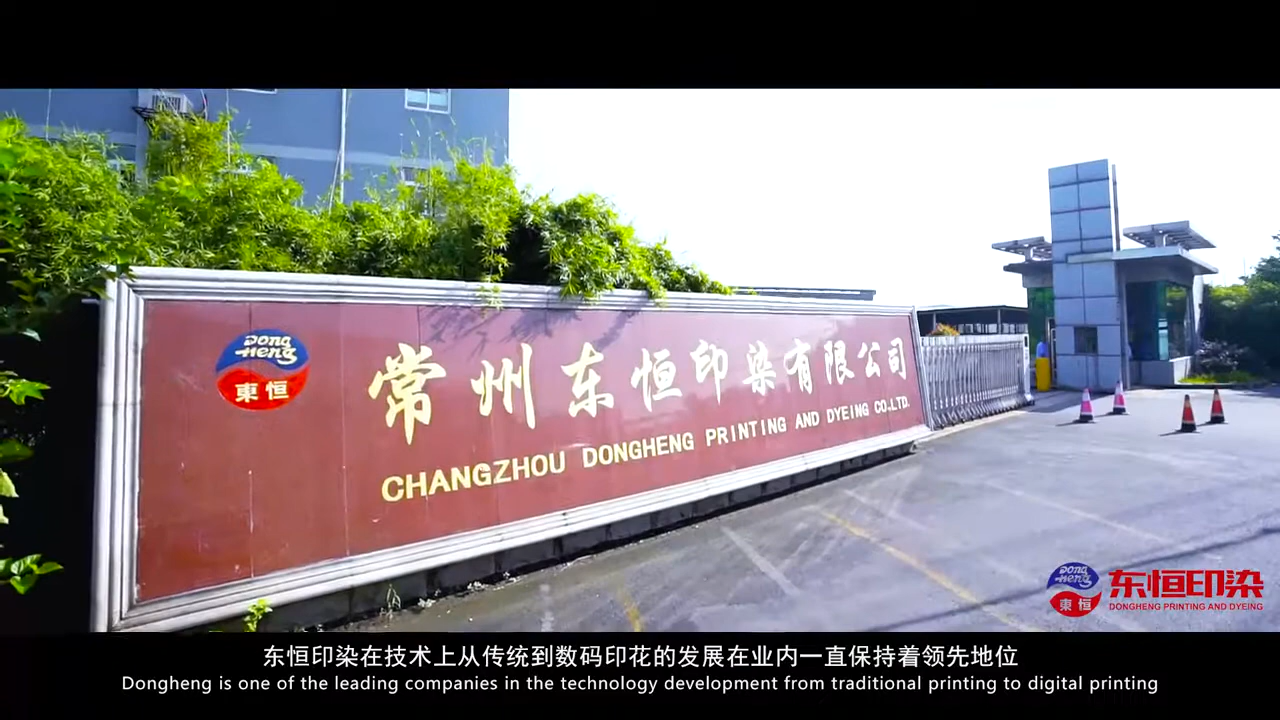 Dong
Heng
東恒
常州东恒印染有限公司
CHANGZHOU DONGHENG PRINTING AND DYEING CO.LTD.
Dong
Heng
東恒
东恒印染
DONGHENG PRINTING AND DYEING
东恒印染在技术上从传统到数码印花的发展在业内一直保持着领先地位
Dongheng is one of the leading companies in the technology development from traditional printing to digital printing